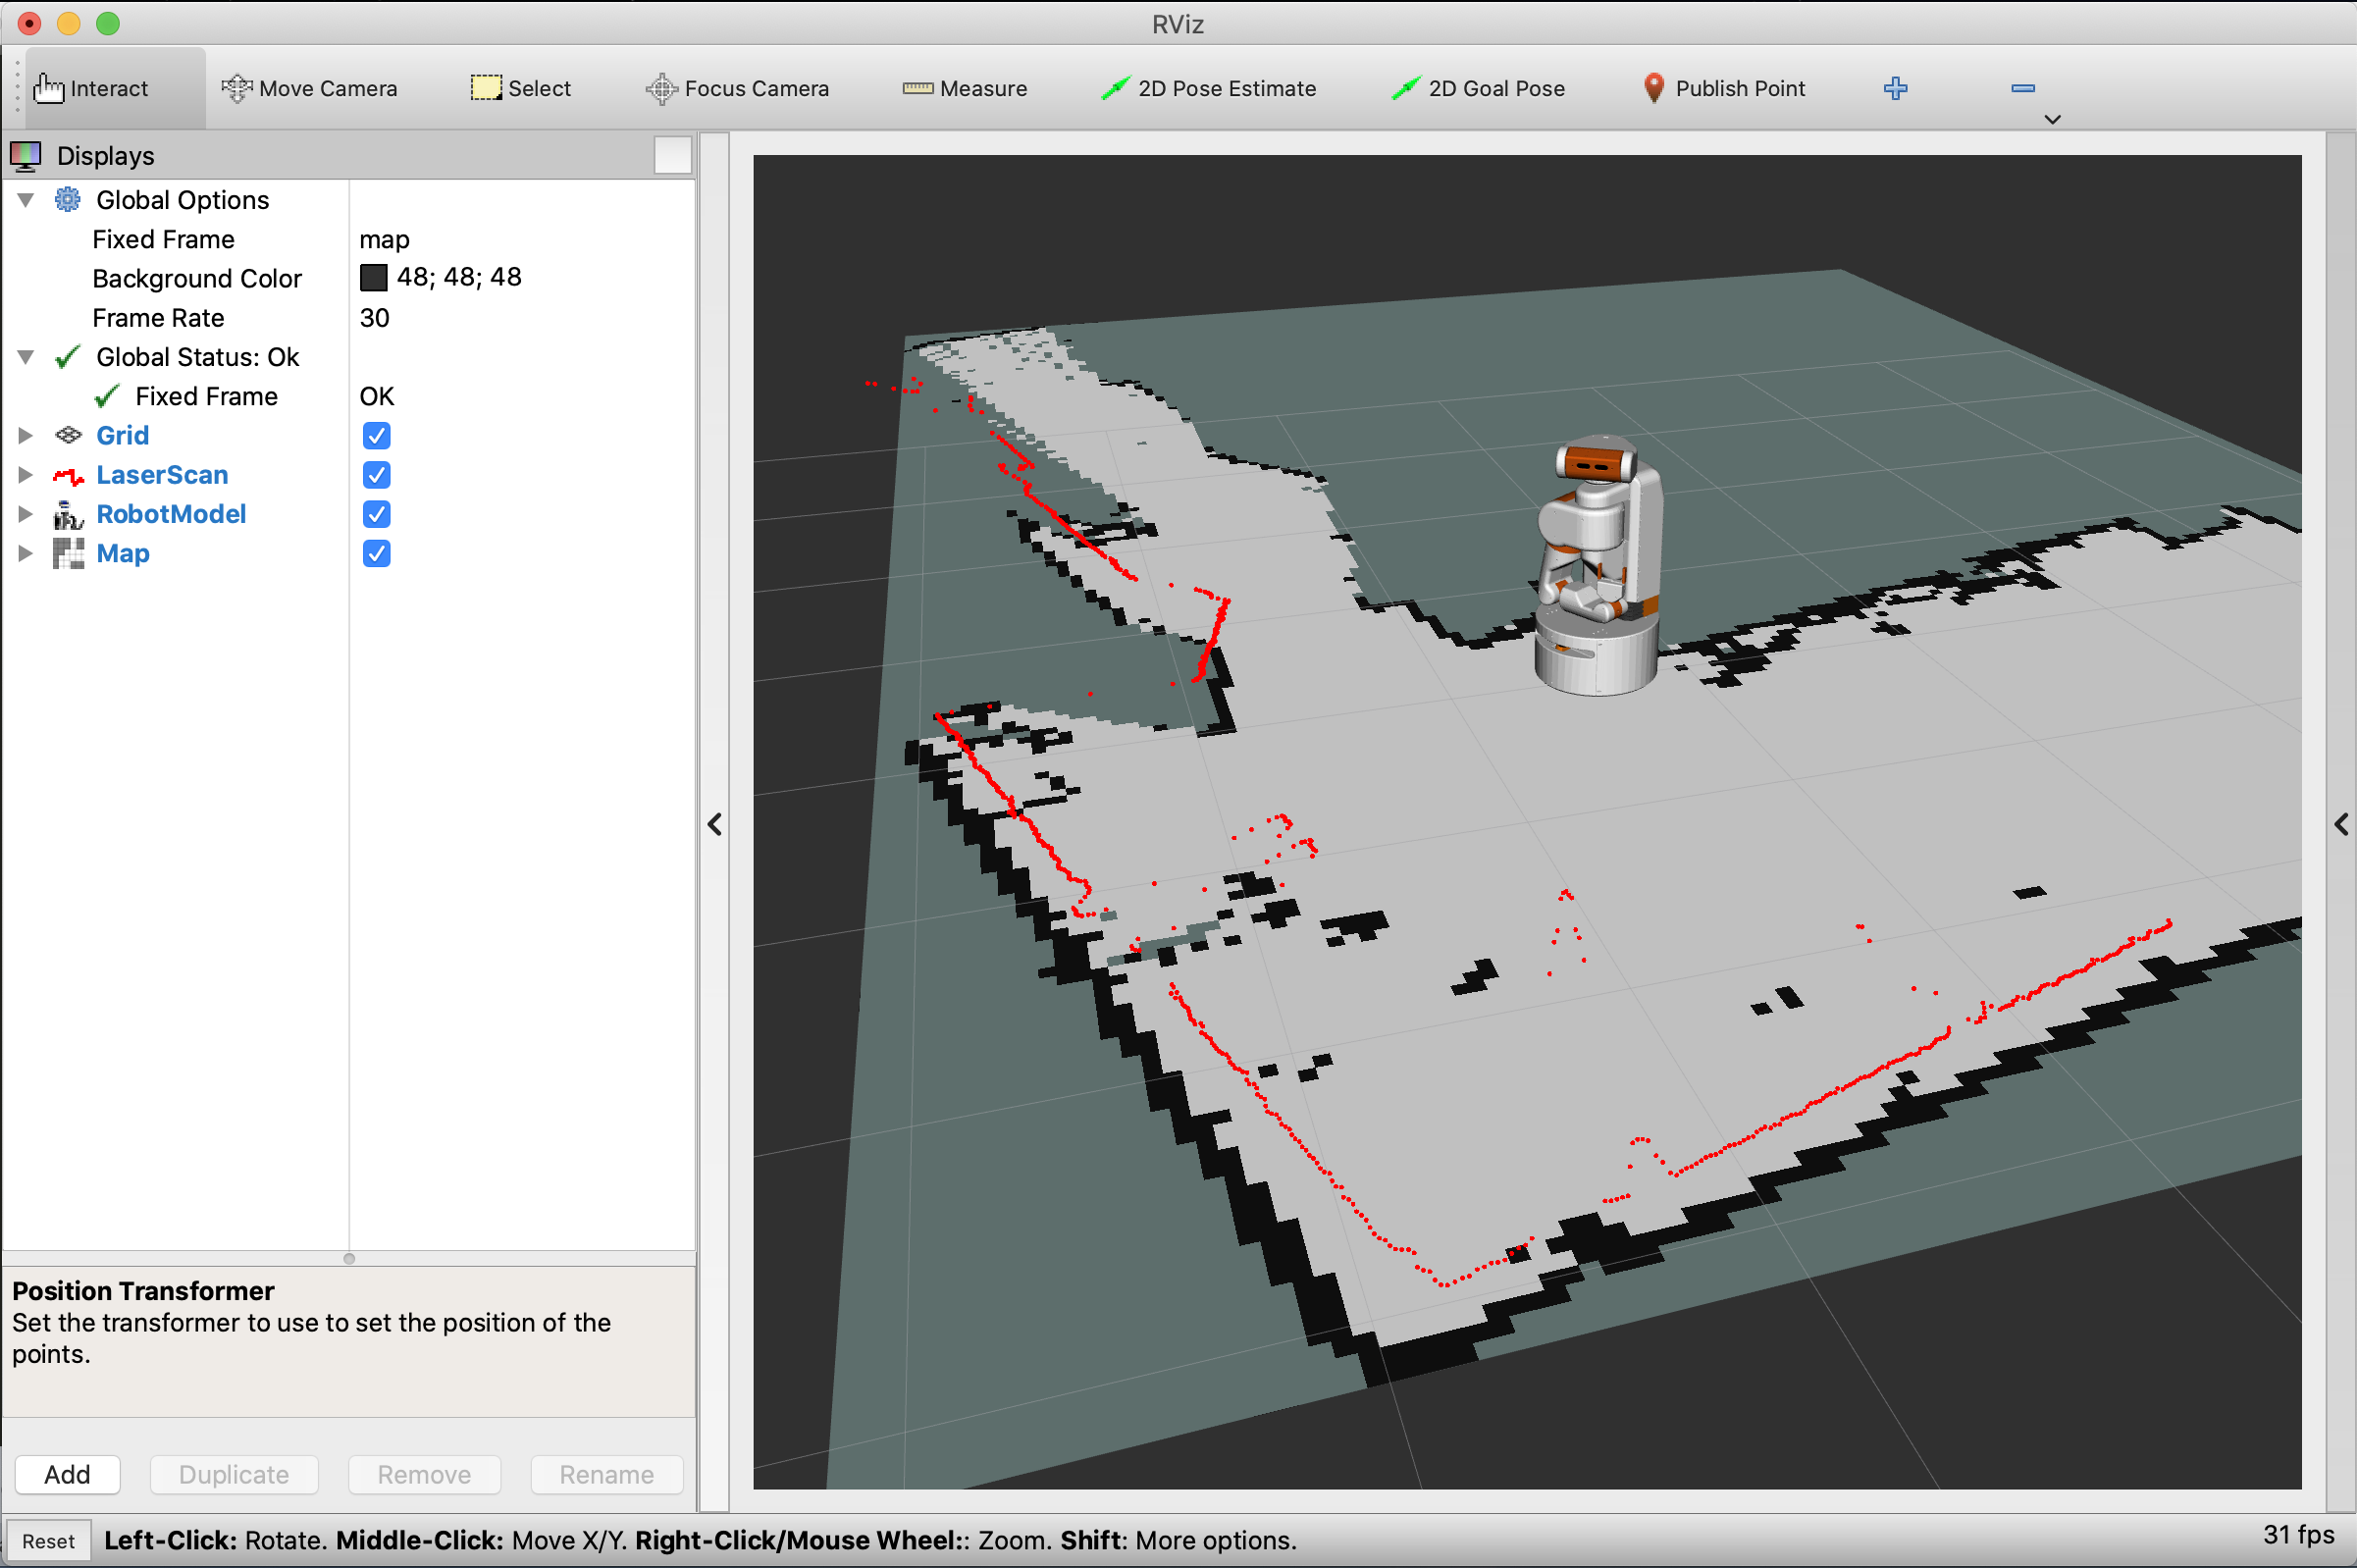 RViz
Interact Move Camera Select Focus Camera Measure 2D Pose Estimate 2D Goal Pose Publish Point
Displays
Global Options
Fixed Frame map
Background Color 48; 48; 48
Frame Rate 30
Global Status: Ok
Fixed Frame OK
Grid
LaserScan
RobotModel
Map
Position Transformer
Set the transformer to use to set the position of the
points.
Add Duplicate Remove Rename
Reset Left-Click: Rotate. Middle-Click: Move X/Y. Right-Click/Mouse Wheel:: Zoom. Shift: More options. 31 fps